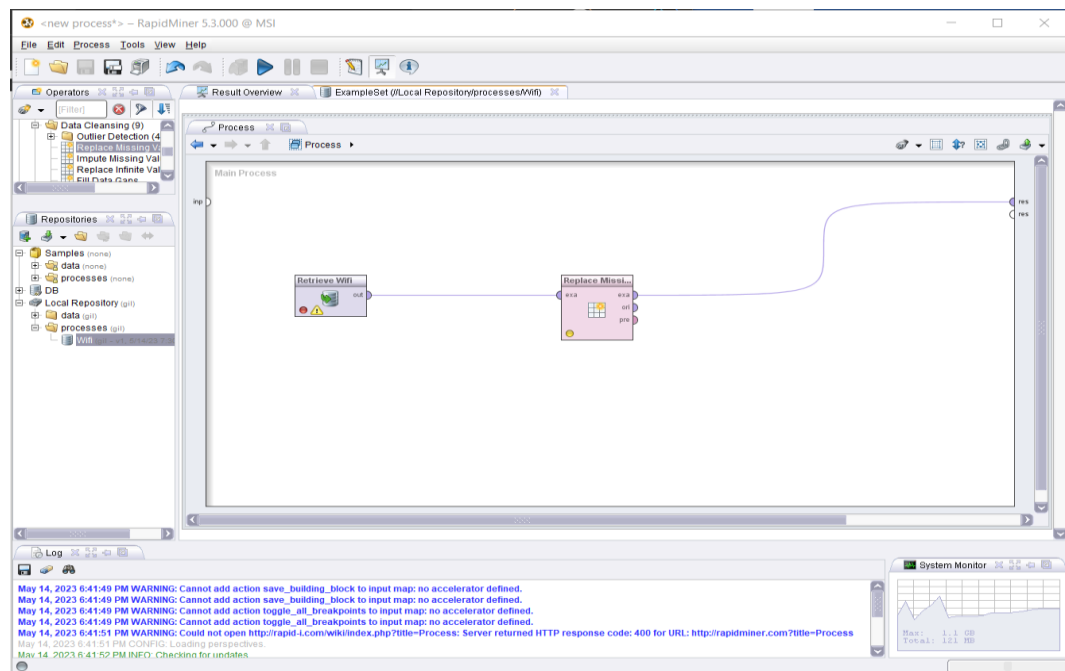 <new process*> – RapidMiner 5.3.000 @ MSI
File Edit Process Tools View Help
Operators
[Filter]
Data Cleansing (9)
Outlier Detection (4
Replace Missing V
Impute Missing Val
Replace Infinite Val
Fill Data Gaps
Repositories
Samples (none)
data (none)
processes (none)
DB
Local Repository (gil)
data (gil)
processes (gil)
Wifi
Result Overview
ExampleSet (//Local Repository/processes/Wifi)
Process
Process
Main Process
inp
res
res
Retrieve Wifi
out
Replace Missi...
exa exa
ori
pre
Log
May 14, 2023 6:41:49 PM WARNING: Cannot add action save_building_block to input map: no accelerator defined.
May 14, 2023 6:41:49 PM WARNING: Cannot add action save_building_block to input map: no accelerator defined.
May 14, 2023 6:41:49 PM WARNING: Cannot add action toggle_all_breakpoints to input map: no accelerator defined.
May 14, 2023 6:41:49 PM WARNING: Cannot add action toggle_all_breakpoints to input map: no accelerator defined.
May 14, 2023 6:41:51 PM WARNING: Could not open http://rapid-i.com/wiki/index.php?title=Process: Server returned HTTP response code: 400 for URL: http://rapidminer.com?title=Process
May 14, 2023 6:41:51 PM CONFIG: Loading perspectives.
May 14, 2023 6:41:52 PM INFO: Checking for updates
System Monitor
Max: 1.1 GB
Total: 121 MB